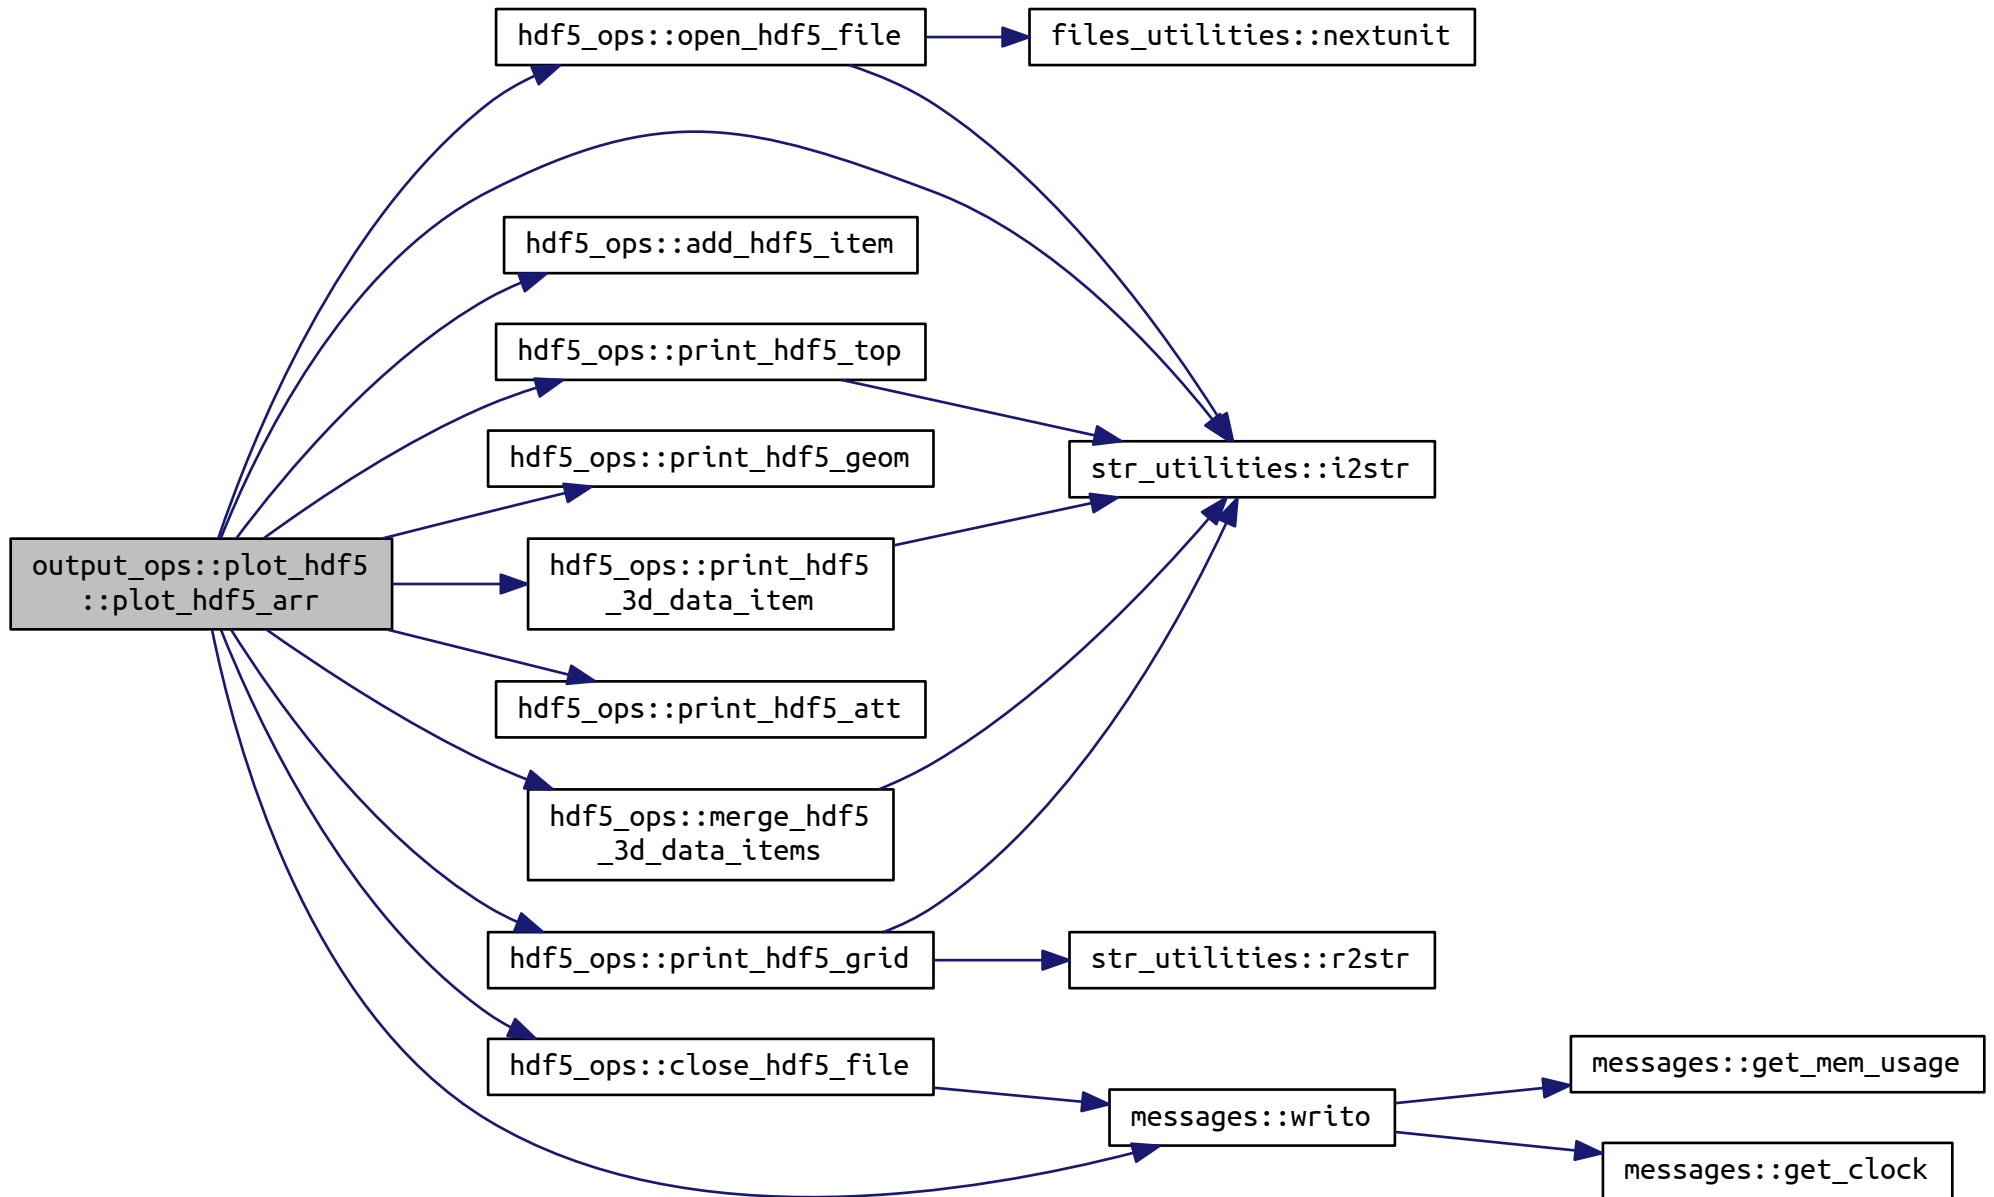 hdf5_ops::open_hdf5_file
files_utilities::nextunit
hdf5_ops::add_hdf5_item
hdf5_ops::print_hdf5_top
hdf5_ops::print_hdf5_geom
str_utilities::i2str
output_ops::plot_hdf5
::plot_hdf5_arr
hdf5_ops::print_hdf5
_3d_data_item
hdf5_ops::print_hdf5_att
hdf5_ops::merge_hdf5
_3d_data_items
hdf5_ops::print_hdf5_grid
str_utilities::r2str
hdf5_ops::close_hdf5_file
messages::get_mem_usage
messages::writo
messages::get_clock